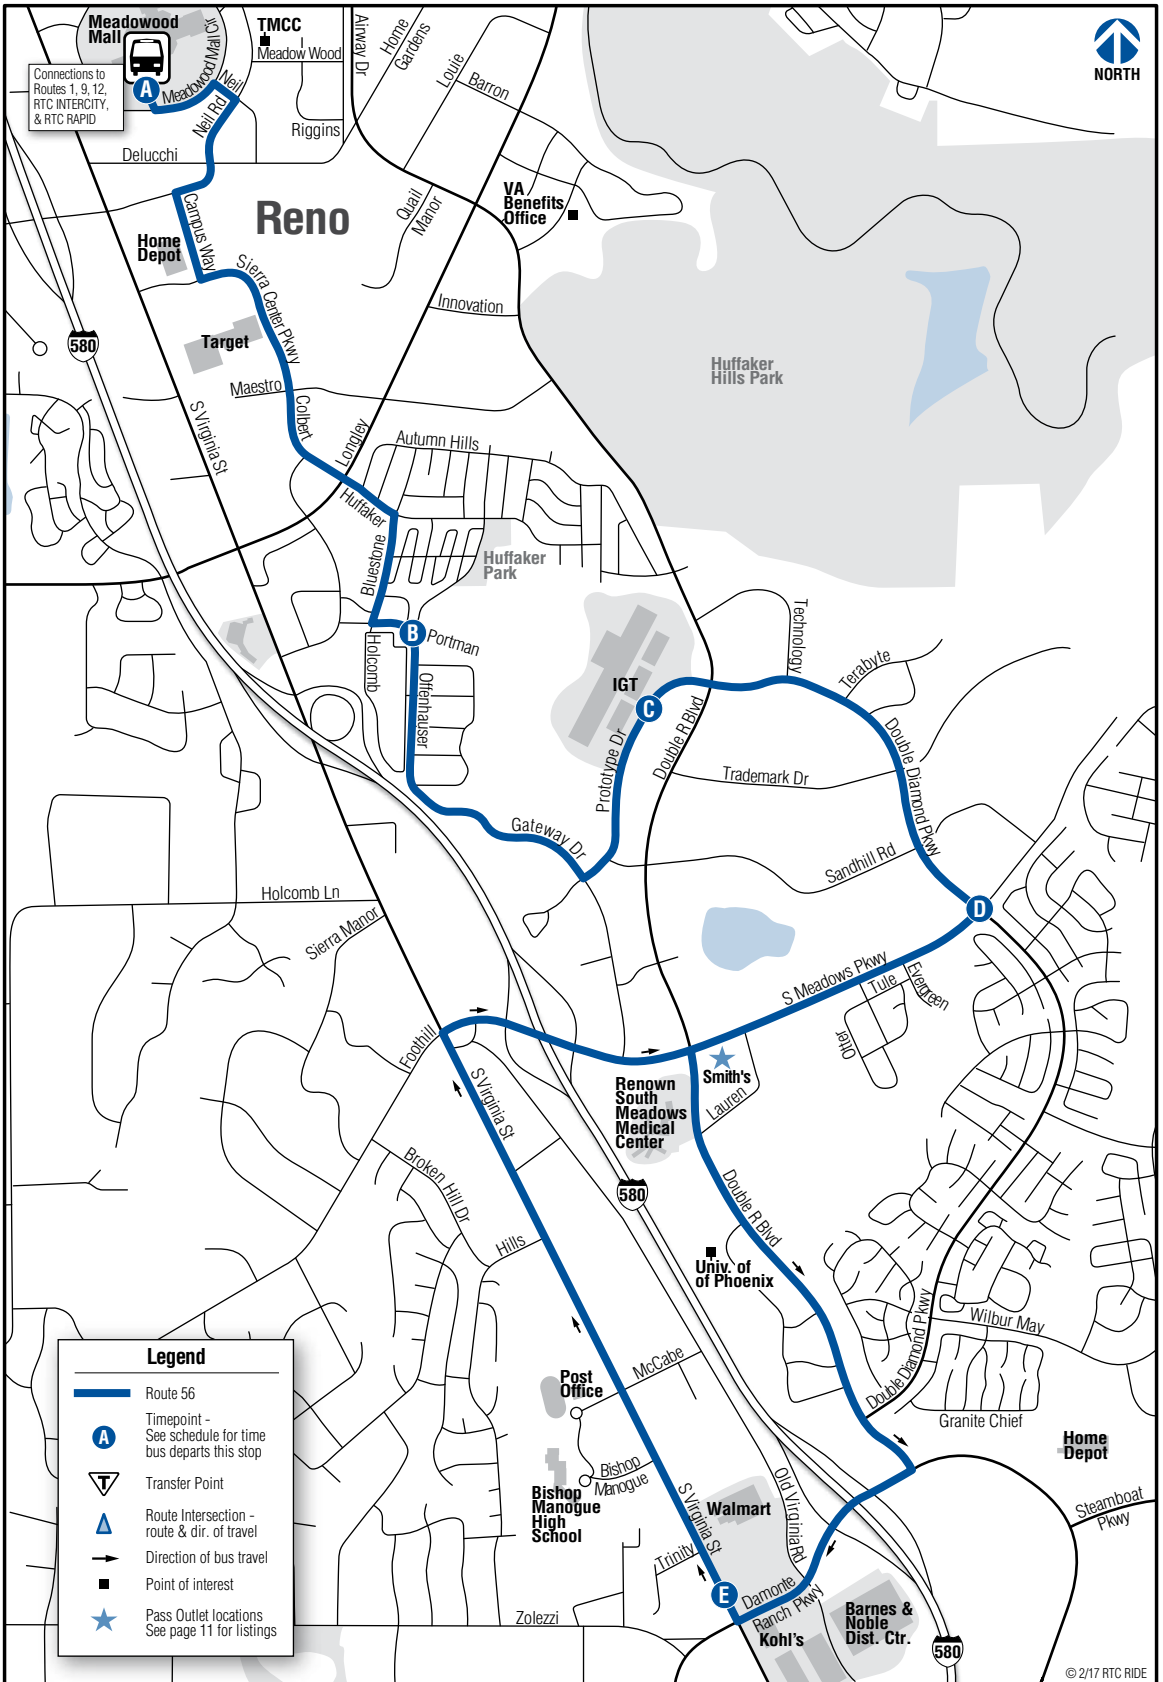 Meadowood
Mall
TMCC
Meadow Wood
Airway Dr
Home
Gardens
Louie
Barron
NORTH
Connections to
Routes 1, 9, 12,
RTC INTERCITY,
& RTC RAPID
A
Meadowood Mall Cir
Neil
Neil Rd
Riggins
Delucchi
Reno
Quail
Manor
VA
Benefits
Office
Home
Depot
Campus Way
Sierra Center Pkwy
Innovation
580
Target
Maestro
Colbert
Huffaker
Hills Park
S Virginia St
Longley
Autumn Hills
Huffaker
Bluestone
Huffaker
Park
Technology
B
Portman
Holcomb
Offenhauser
Terabyte
IGT
C
Double R Blvd
Prototype Dr
Trademark Dr
Double Diamond Pkwy
Gateway Dr
Sandhill Rd
Holcomb Ln
Sierra Manor
D
S Meadows Pkwy
Tule
Evergreen
Otter
Foothill
S Virginia St
Smith's
Lauren
Renown
South
Meadows
Medical
Center
Broken Hill Dr
580
Double R Blvd
Hills
Univ. of
of Phoenix
Wilbur May
Double Diamond Pkwy
Granite Chief
Home
Depot
McCabe
Post
Office
Bishop
Manogue
Bishop
Manogue
High
School
S Virginia St
Walmart
Old Virginia Rd
Steamboat
Pkwy
Trinity
E
Damonte
Ranch Pkwy
Zolezzi
Kohl's
Barnes &
Noble
Dist. Ctr.
580
Legend
Route 56
A
Timepoint -
See schedule for time
bus departs this stop
T
Transfer Point
Route Intersection -
route & dir. of travel
Direction of bus travel
Point of interest
Pass Outlet locations
See page 11 for listings
© 2/17 RTC RIDE